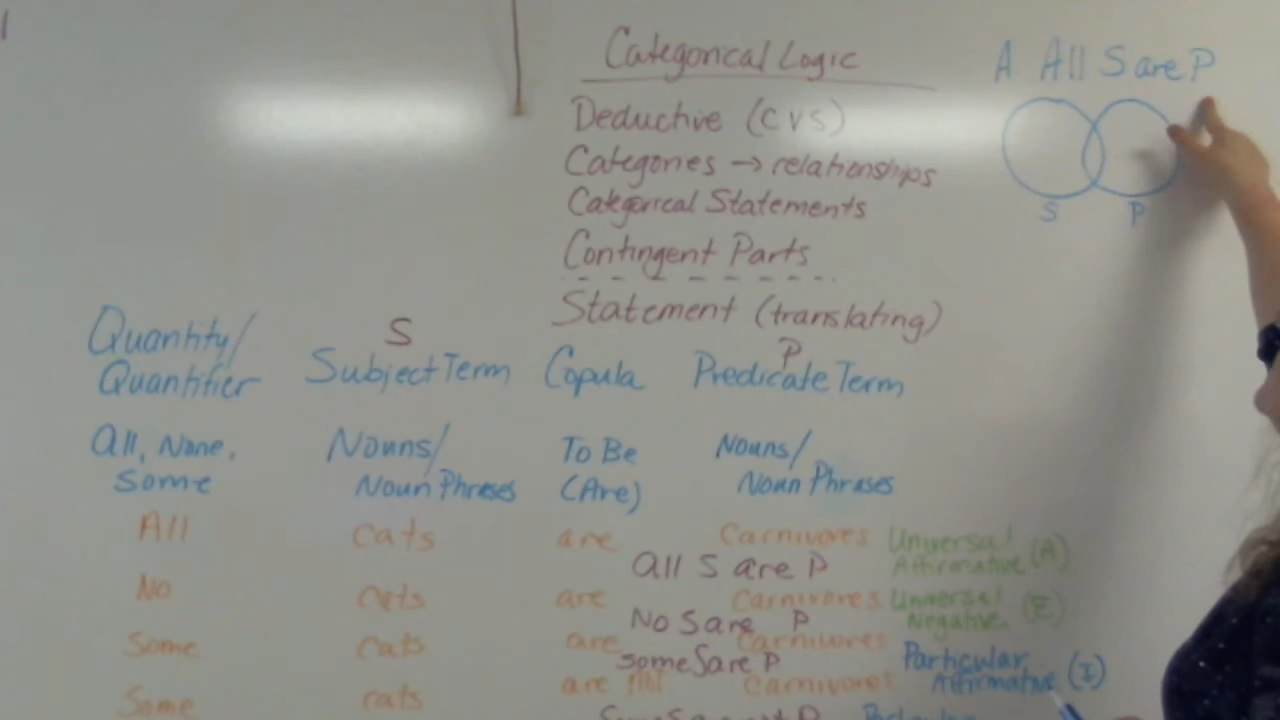 Categorical Logic
A All S are P
Deductive (CVS)
Categories → relationships
Categorical Statements
S P
Contingent Parts
Statement (translating)
Quantity/
Quantifier
S
Subject Term
Copula
P
Predicate Term
All, None,
Some
Nouns/
Noun Phrases
To Be
(Are)
Nouns/
Noun Phrases
All cats are Carnivores Universal
Affirmative (A)
All S are P
No cats are Carnivores Universal
Negative (E)
No S are P
Some cats are Carnivores Particular
Affirmative (I)
Some S are P
Some cats are not Carnivores